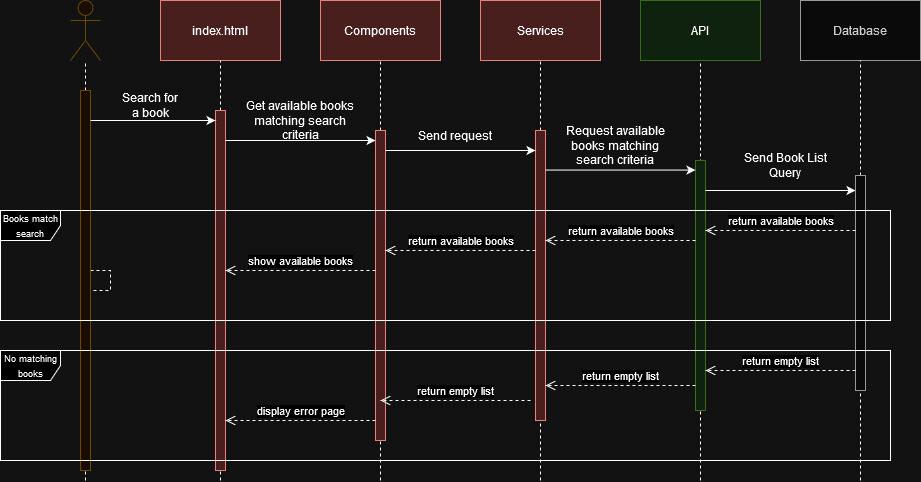 index.html
Components
Services
API
Database
Search for
a book
Get available books
matching search
criteria
Send request
Request available
books matching
search criteria
Send Book List
Query
Books match
search
return available books
return available books
return available books
show available books
No matching
books
return empty list
return empty list
return empty list
display error page